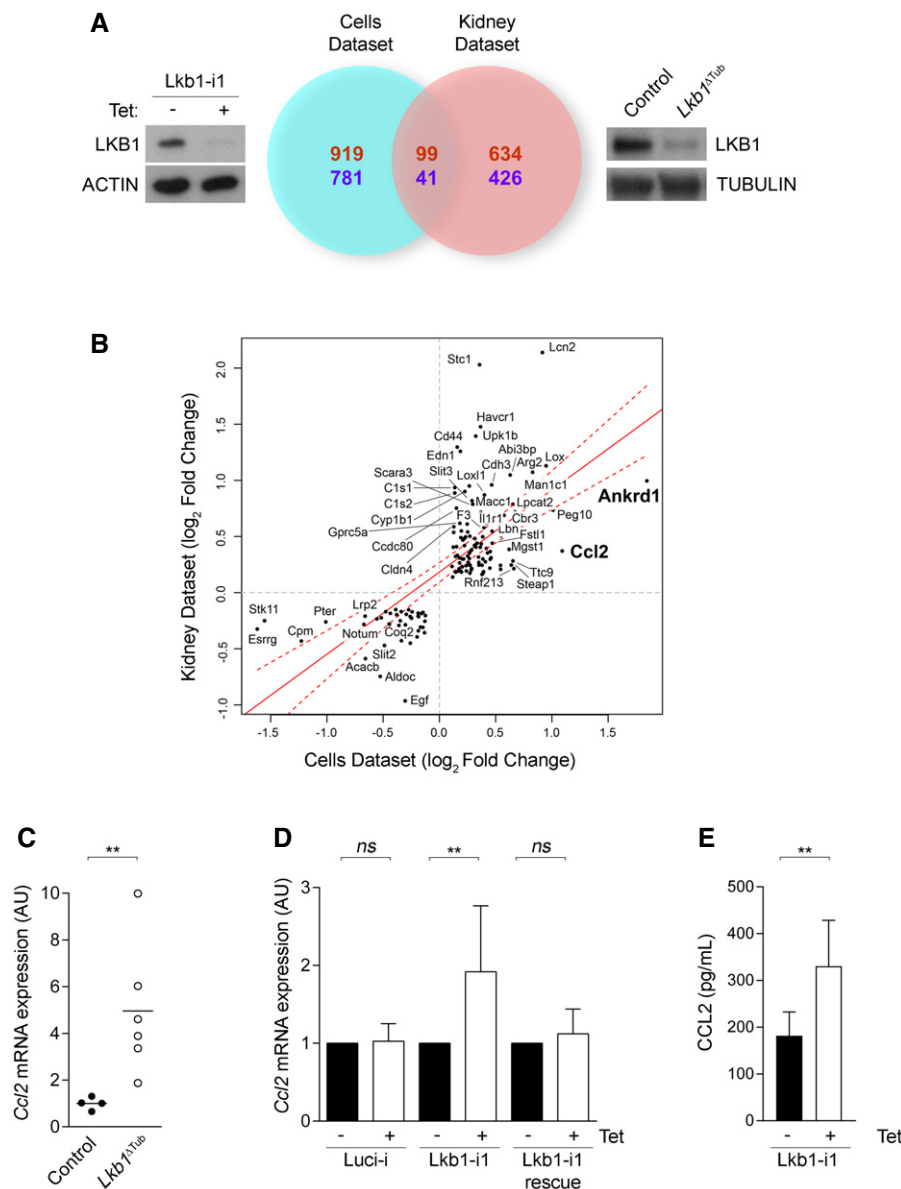 A
Cells
Dataset
Kidney
Dataset
Lkb1-i1
Tet: - +
LKB1
ACTIN
919 99 634
781 41 426
Control Lkb1ΔTub
LKB1
TUBULIN
B
Kidney Dataset (log2 Fold Change)
2.0
1.5
1.0
0.5
0.0
-0.5
-1.0
Lcn2
Stc1
Havcr1
Upk1b
Cd44
Edn1
Abi3bp
Arg2
Lox
Cdh3
Scara3
Slit3
Loxl1
Man1c1
C1s1
Macc1
Lpcat2
Ankrd1
C1s2
Peg10
Cyp1b1
F3
Il1r1
Cbr3
Gprc5a
Lbn
Fstl1
Ccdc80
Mgst1
Ccl2
Cldn4
Rnf213
Ttc9
Steap1
Stk11
Pter
Lrp2
Esrrg
Cpm
Notum
Coq2
Slit2
Acacb
Aldoc
Egf
-1.5 -1.0 -0.5 0.0 0.5 1.0 1.5
Cells Dataset (log2 Fold Change)
C
**
Ccl2 mRNA expression (AU)
10
8
6
4
2
0
Control Lkb1ΔTub
D
ns ** ns
Ccl2 mRNA expression (AU)
3
2
1
0
- + - + - + Tet
Luci-i Lkb1-i1 Lkb1-i1
rescue
E
**
CCL2 (pg/mL)
500
400
300
200
100
0
- + Tet
Lkb1-i1